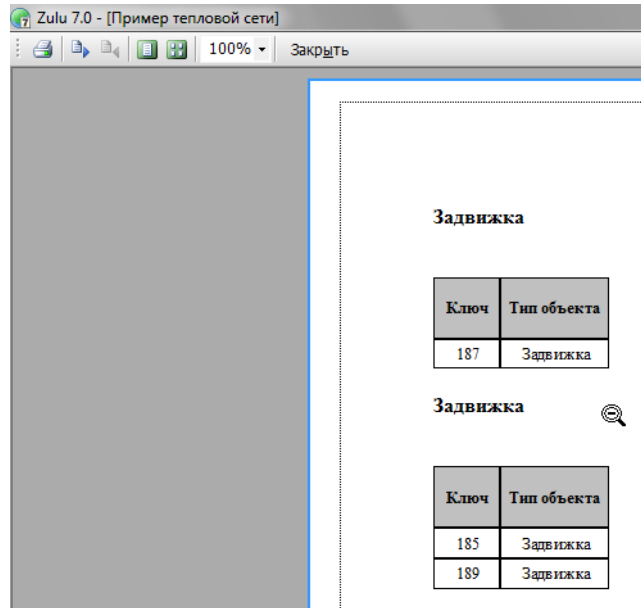 Zulu 7.0 - [Пример тепловой сети]
100% Закрыть
Задвижка
Ключ Тип объекта
187 Задвижка
Задвижка
Ключ Тип объекта
185 Задвижка
189 Задвижка